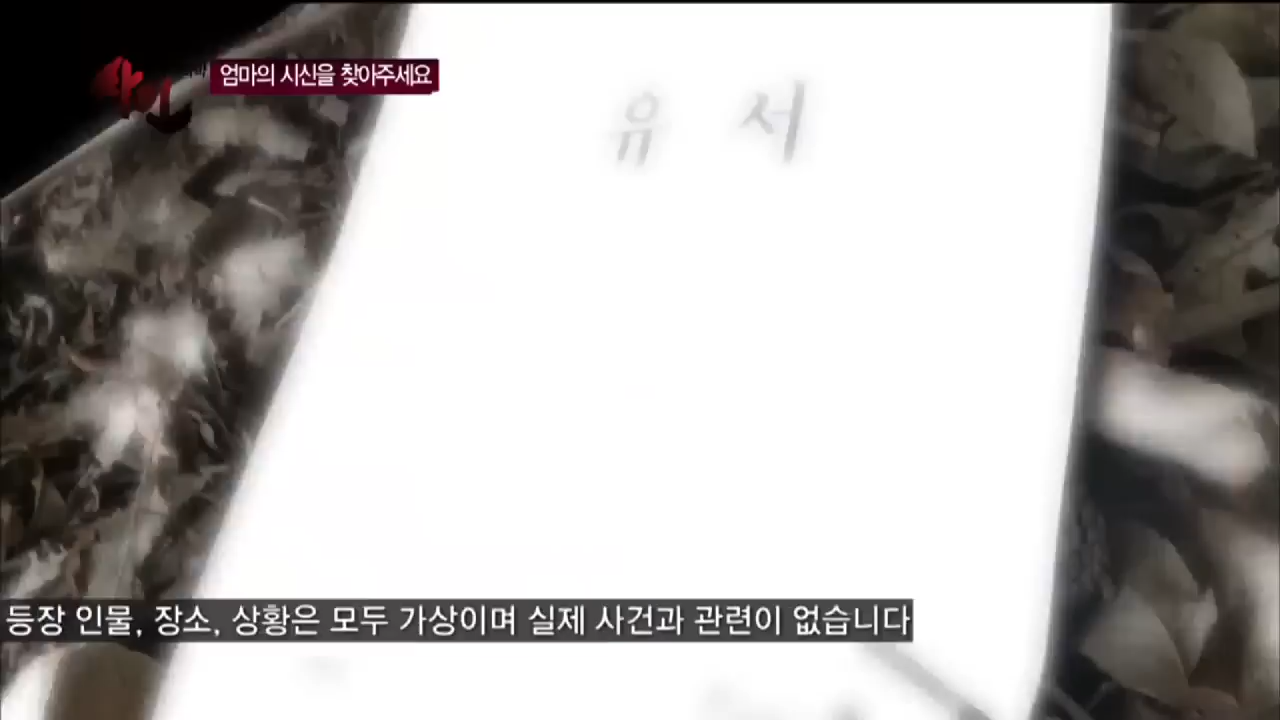 엄마의 시신을 찾아주세요
유 서
등장 인물, 장소, 상황은 모두 가상이며 실제 사건과 관련이 없습니다